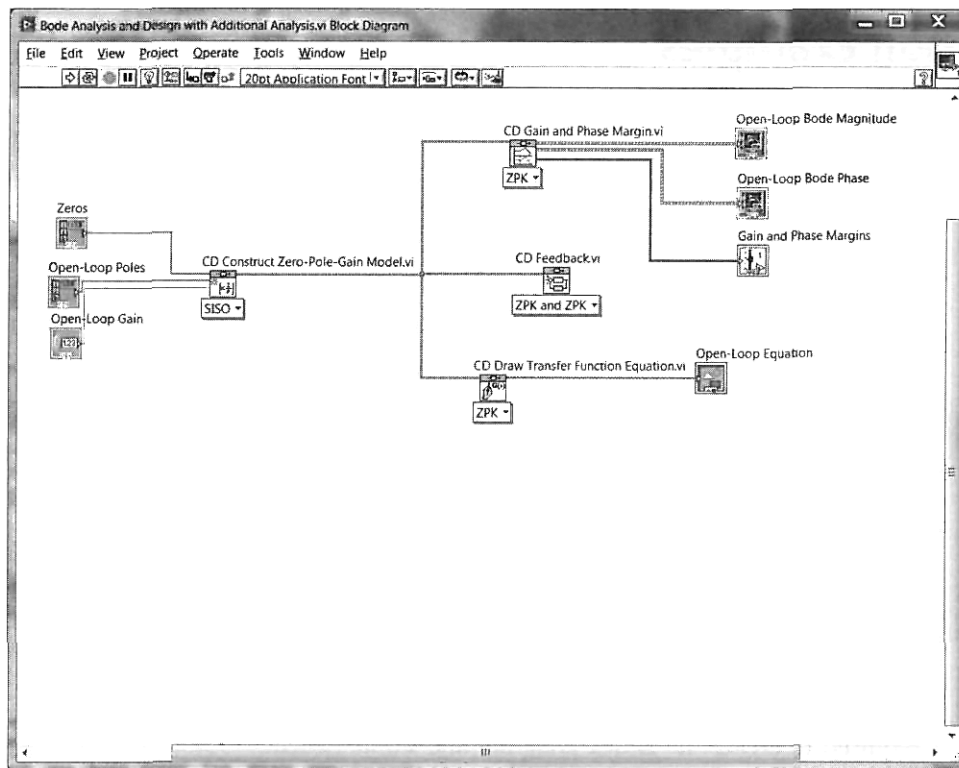 Bode Analysis and Design with Additional Analysis.vi Block Diagram
File Edit View Project Operate Tools Window Help
20pt Application Font
?
CD Gain and Phase Margin.vi
ZPK
Open-Loop Bode Magnitude
Open-Loop Bode Phase
Gain and Phase Margins
Zeros
Open-Loop Poles
Open-Loop Gain
1.23
CD Construct Zero-Pole-Gain Model.vi
SISO
CD Feedback.vi
ZPK and ZPK
CD Draw Transfer Function Equation.vi
G(s)
ZPK
Open-Loop Equation